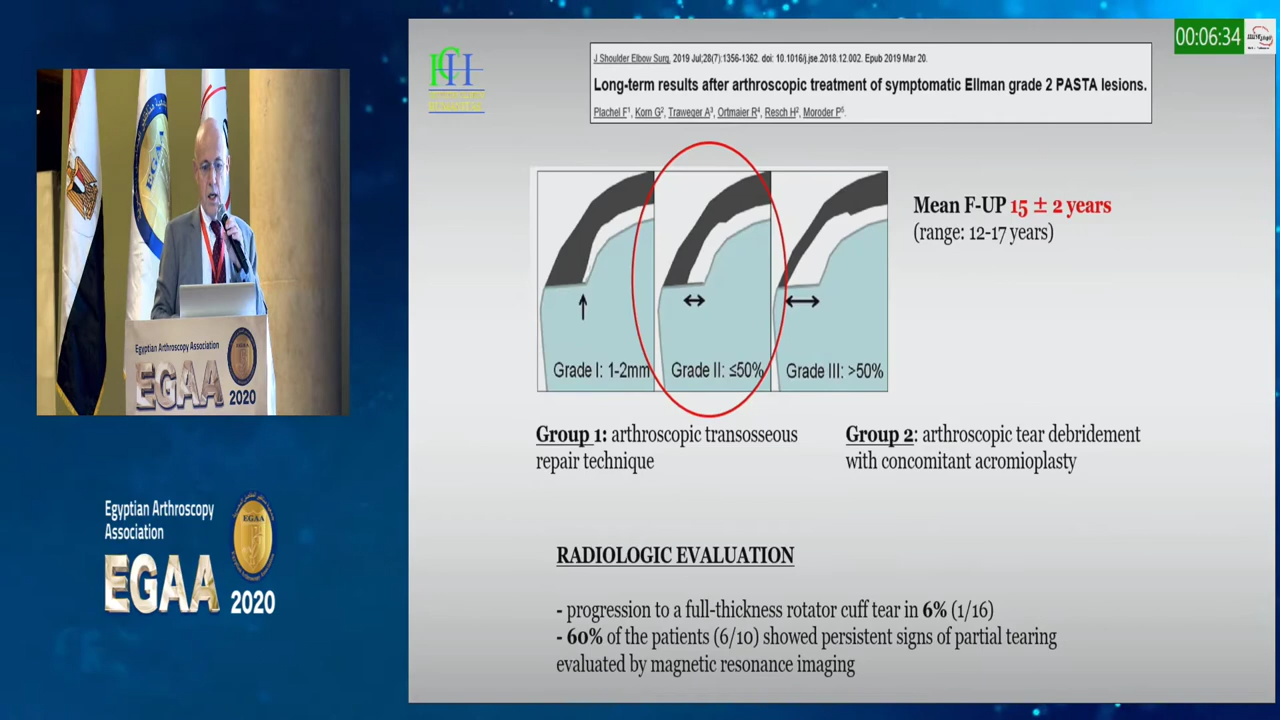 00:06:34
J Shoulder Elbow Surg. 2019 Jul;28(7):1356-1362. doi: 10.1016/j.jse.2018.12.002. Epub 2019 Mar 20.
Long-term results after arthroscopic treatment of symptomatic Ellman grade 2 PASTA lesions.
Plachel F1, Korn G2, Traweger A3, Ortmaier R4, Resch H2, Moroder P5.
Mean F-UP 15 ± 2 years
(range: 12-17 years)
Grade I: 1-2mm
Grade II: ≤50%
Grade III: >50%
Group 1: arthroscopic transosseous
repair technique
Group 2: arthroscopic tear debridement
with concomitant acromioplasty
RADIOLOGIC EVALUATION
- progression to a full-thickness rotator cuff tear in 6% (1/16)
- 60% of the patients (6/10) showed persistent signs of partial tearing
evaluated by magnetic resonance imaging
Egyptian Arthroscopy Association
EGAA
2020
Egyptian Arthroscopy
Association
EGAA
EGAA
2020